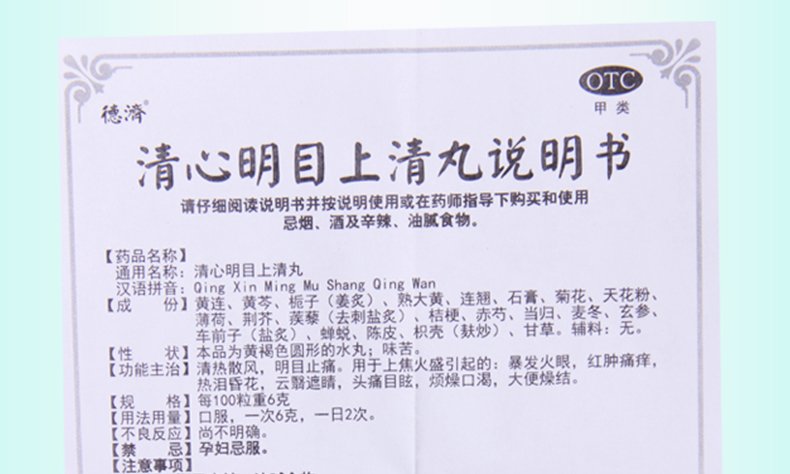 德濟®
OTC
甲类
清心明目上清丸说明书
请仔细阅读说明书并按说明使用或在药师指导下购买和使用
忌烟、酒及辛辣、油腻食物。
【药品名称】
通用名称：清心明目上清丸
汉语拼音：Qing Xin Ming Mu Shang Qing Wan
【成　　份】黄连、黄芩、栀子（姜炙）、熟大黄、连翘、石膏、菊花、天花粉、
薄荷、荆芥、蒺藜（去刺盐炙）、桔梗、赤芍、当归、麦冬、玄参、
车前子（盐炙）、蝉蜕、陈皮、枳壳（麸炒）、甘草。辅料：无。
【性　　状】本品为黄褐色圆形的水丸；味苦。
【功能主治】清热散风，明目止痛。用于上焦火盛引起的：暴发火眼，红肿痛痒，
热泪昏花，云翳遮睛，头痛目眩，烦燥口渴，大便燥结。
【规　　格】每100粒重6克
【用法用量】口服，一次6克，一日2次。
【不良反应】尚不明确。
【禁　　忌】孕妇忌服。
【注意事项】